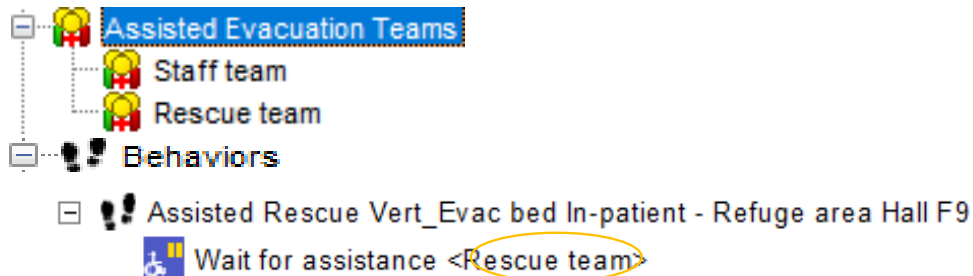 Assisted Evacuation Teams
Staff team
Rescue team
Behaviors
Assisted Rescue Vert_Evac bed In-patient - Refuge area Hall F9
Wait for assistance <Rescue team>